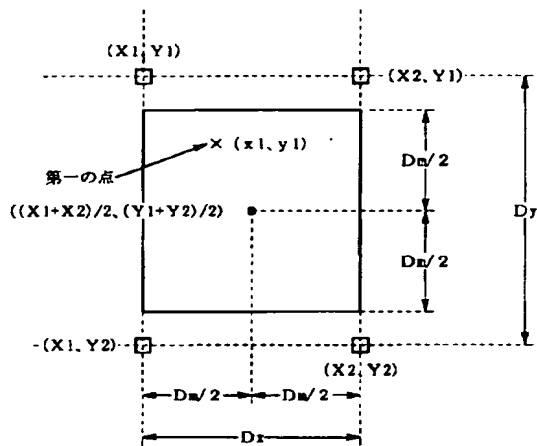 (X1、Y1)
(X2、Y1)
× (x1、y1)
第一の点
Dm/2
((X1+X2)/2、(Y1+Y2)/2)
Dy
Dm/2
(X1、Y2)
(X2、Y2)
Dm/2
Dm/2
Dx